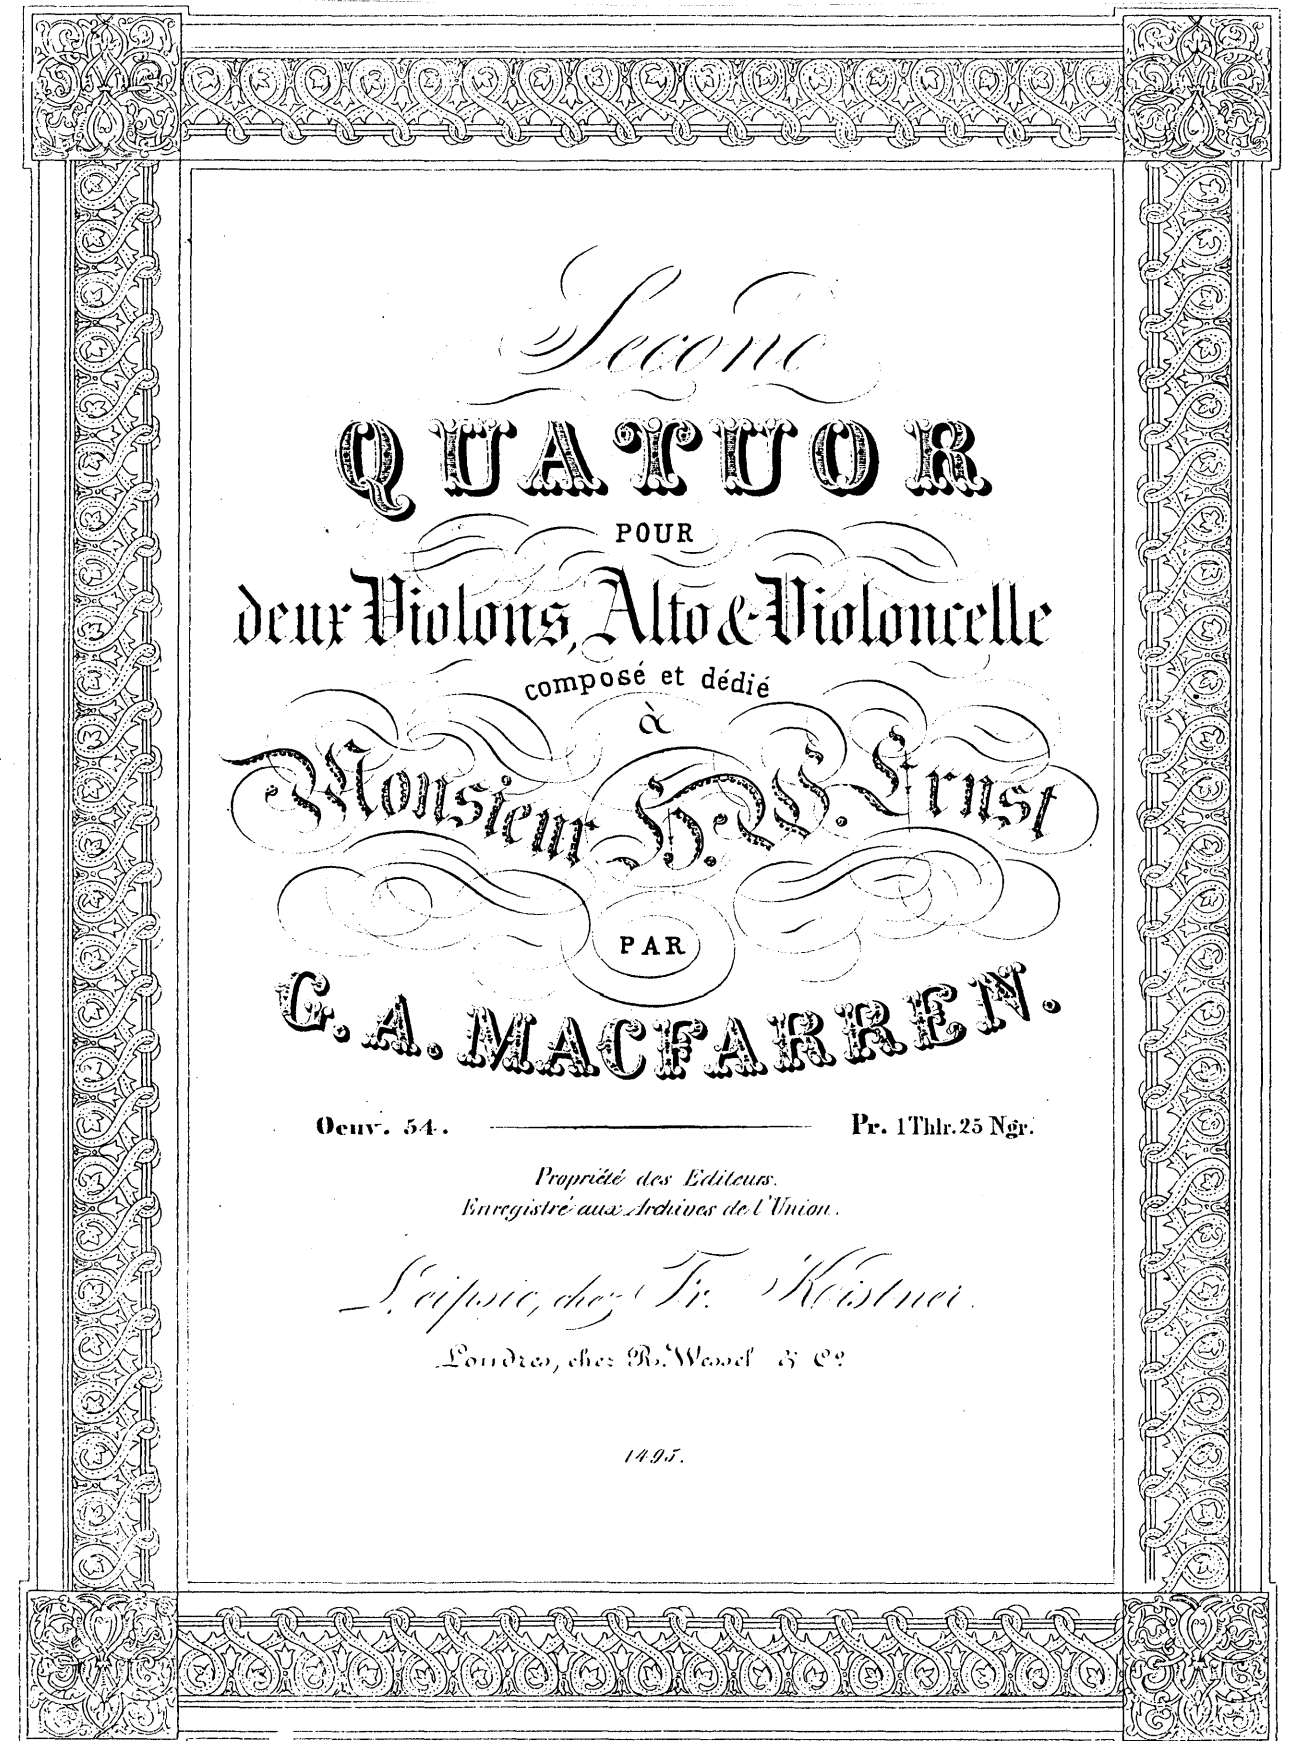 Second
QUATUOR
POUR
deux Violons, Alto & Violoncelle
composé et dédié
à
Monsieur H. W. Ernst
PAR
G. A. MACFARREN.
Oeuv. 54. Pr. 1 Thlr. 25 Ngr.
Propriété des Editeurs.
Enregistré aux Archives de l'Union.
Leipsic, chez Fr. Kistner.
Londres, chez R. Wessel & Co
1495.